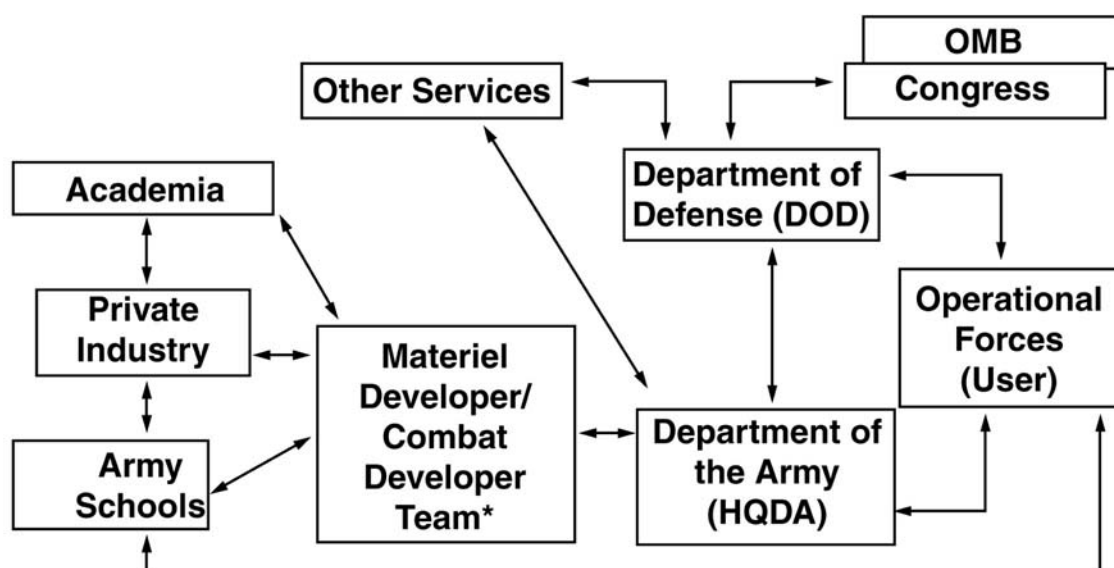 OMB
Congress
Other Services
Department of
Defense (DOD)
Academia
Private
Industry
Operational
Forces
(User)
Materiel
Developer/
Combat
Developer
Team*
Department of
the Army
(HQDA)
Army
Schools